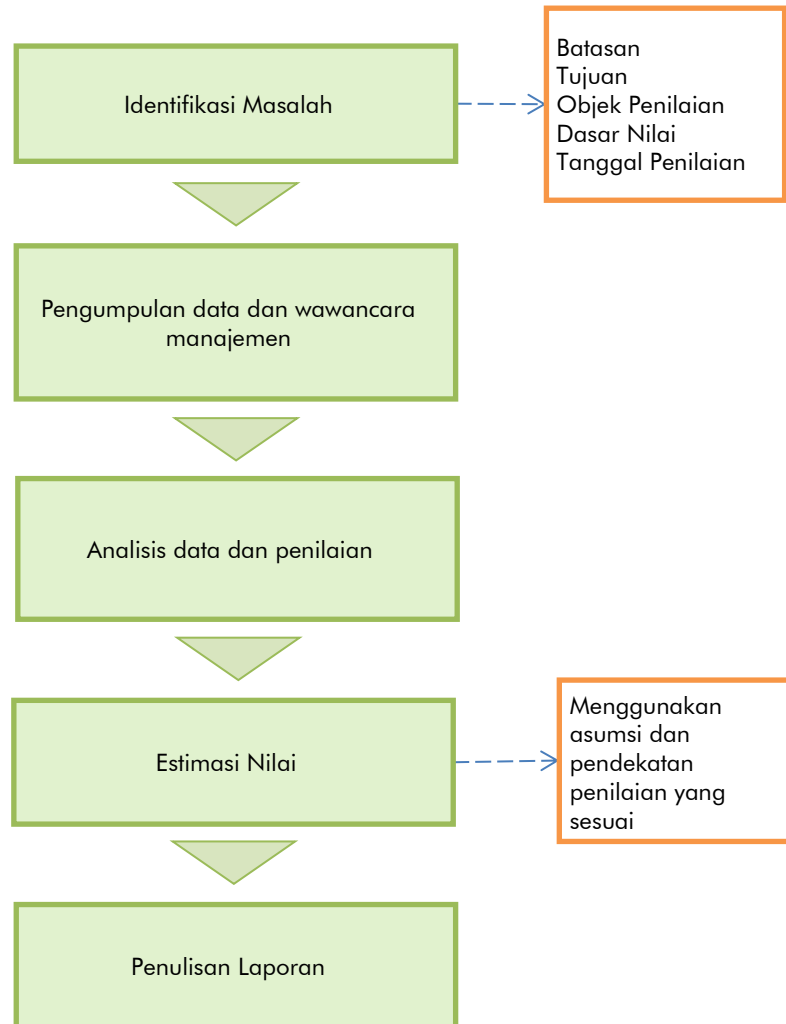 Identifikasi Masalah
Batasan
Tujuan
Objek Penilaian
Dasar Nilai
Tanggal Penilaian
Pengumpulan data dan wawancara
manajemen
Analisis data dan penilaian
Estimasi Nilai
Menggunakan
asumsi dan
pendekatan
penilaian yang
sesuai
Penulisan Laporan